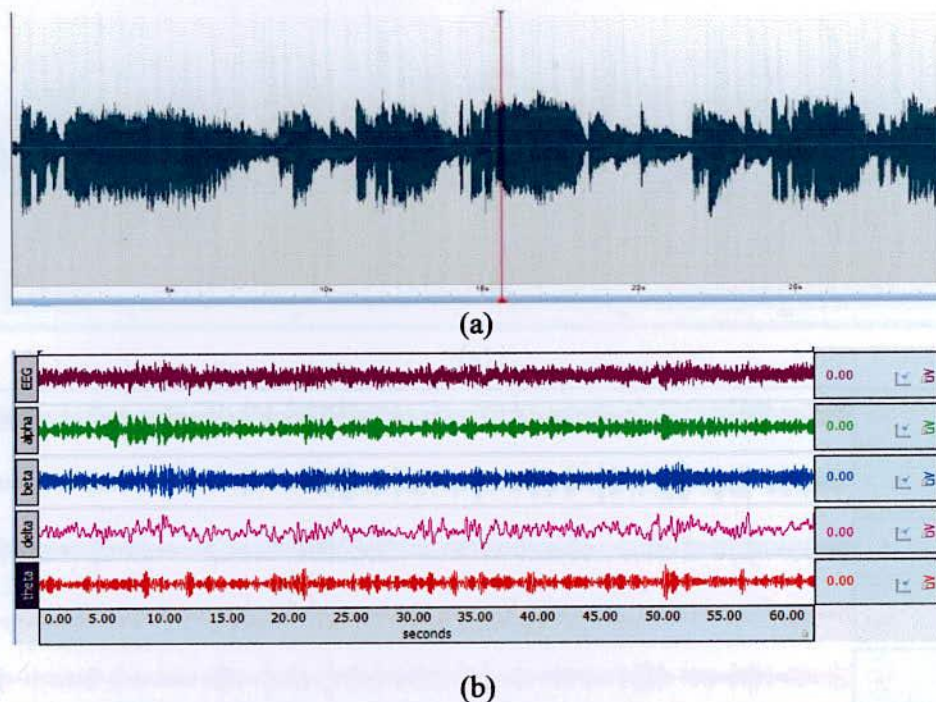 5s 10s 15s 20s 25s
(a)
EEG 0.00
alpha 0.00
beta 0.00
delta 0.00
theta 0.00
0.00 5.00 10.00 15.00 20.00 25.00 30.00 35.00 40.00 45.00 50.00 55.00 60.00
seconds
(b)